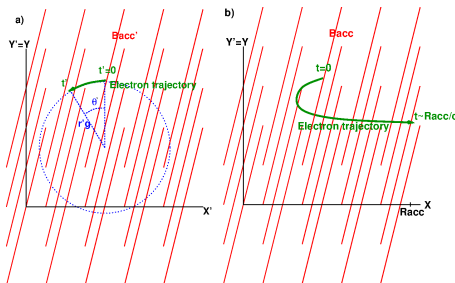 a)
Y'=Y
Bacc'
t'
t'=0
Electron trajectory
θ'
r'g
X'
b)
Y'=Y
Bacc
t=0
t~Racc/c
Electron trajectory
X
Racc